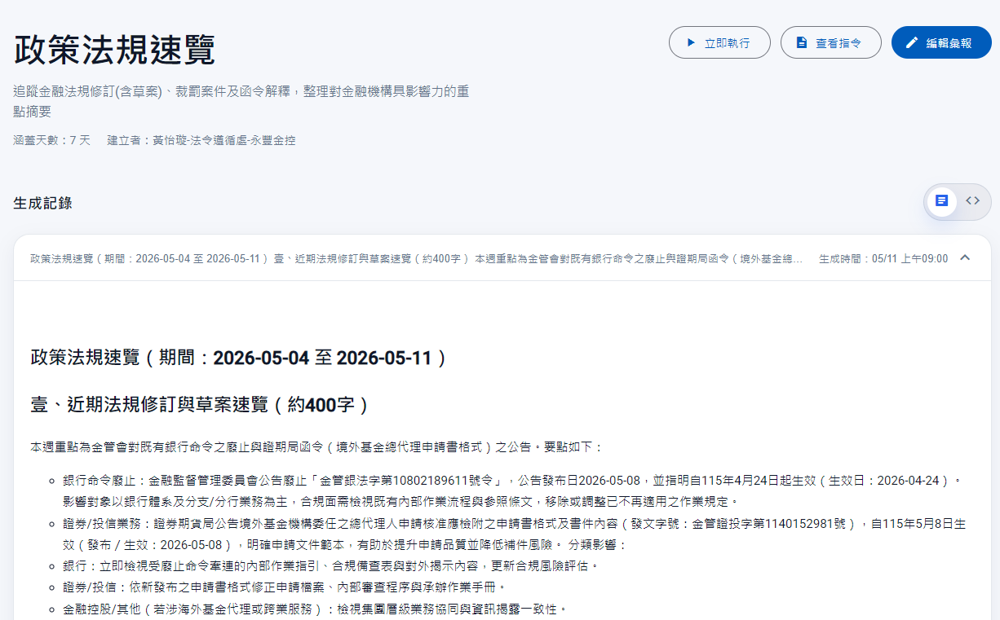 政策法規速覽
立即執行
查看指令
編輯彙報
追蹤金融法規修訂(含草案)、裁罰案件及函令解釋，整理對金融機構具影響力的重
點摘要
涵蓋天數：7 天 建立者：黃怡璇-法令遵循處-永豐金控
生成記錄
政策法規速覽（期間：2026-05-04 至 2026-05-11） 壹、近期法規修訂與草案速覽（約400字） 本週重點為金管會對既有銀行命令之廢止與證期局函令（境外基金總... 生成時間：05/11 上午09:00
政策法規速覽（期間：2026-05-04 至 2026-05-11）
壹、近期法規修訂與草案速覽（約400字）
本週重點為金管會對既有銀行命令之廢止與證期局函令（境外基金總代理申請書格式）之公告。要點如下：
銀行命令廢止：金融監督管理委員會公告廢止「金管銀法字第10802189611號令」，公告發布日2026-05-08，並指明自115年4月24日起生效（生效日：2026-04-24）。
影響對象以銀行體系及分支/分行業務為主，合規面需檢視既有內部作業流程與參照條文，移除或調整已不再適用之作業規定。
證券/投信業務：證券期貨局公告境外基金機構委任之總代理人申請核准應檢附之申請書格式及書件內容（發文字號：金管證投字第1140152981號），自115年5月8日生
效（發布／生效：2026-05-08），明確申請文件範本，有助於提升申請品質並降低補件風險。 分類影響：
銀行：立即檢視受廢止命令牽連的內部作業指引、合規備查表與對外揭示內容，更新合規風險評估。
證券/投信：依新發布之申請書格式修正申請檔案、內部審查程序與承辦作業手冊。
金融控股/其他（若涉海外基金代理或跨業服務）：檢視集團層級業務協同與資訊揭露一致性。